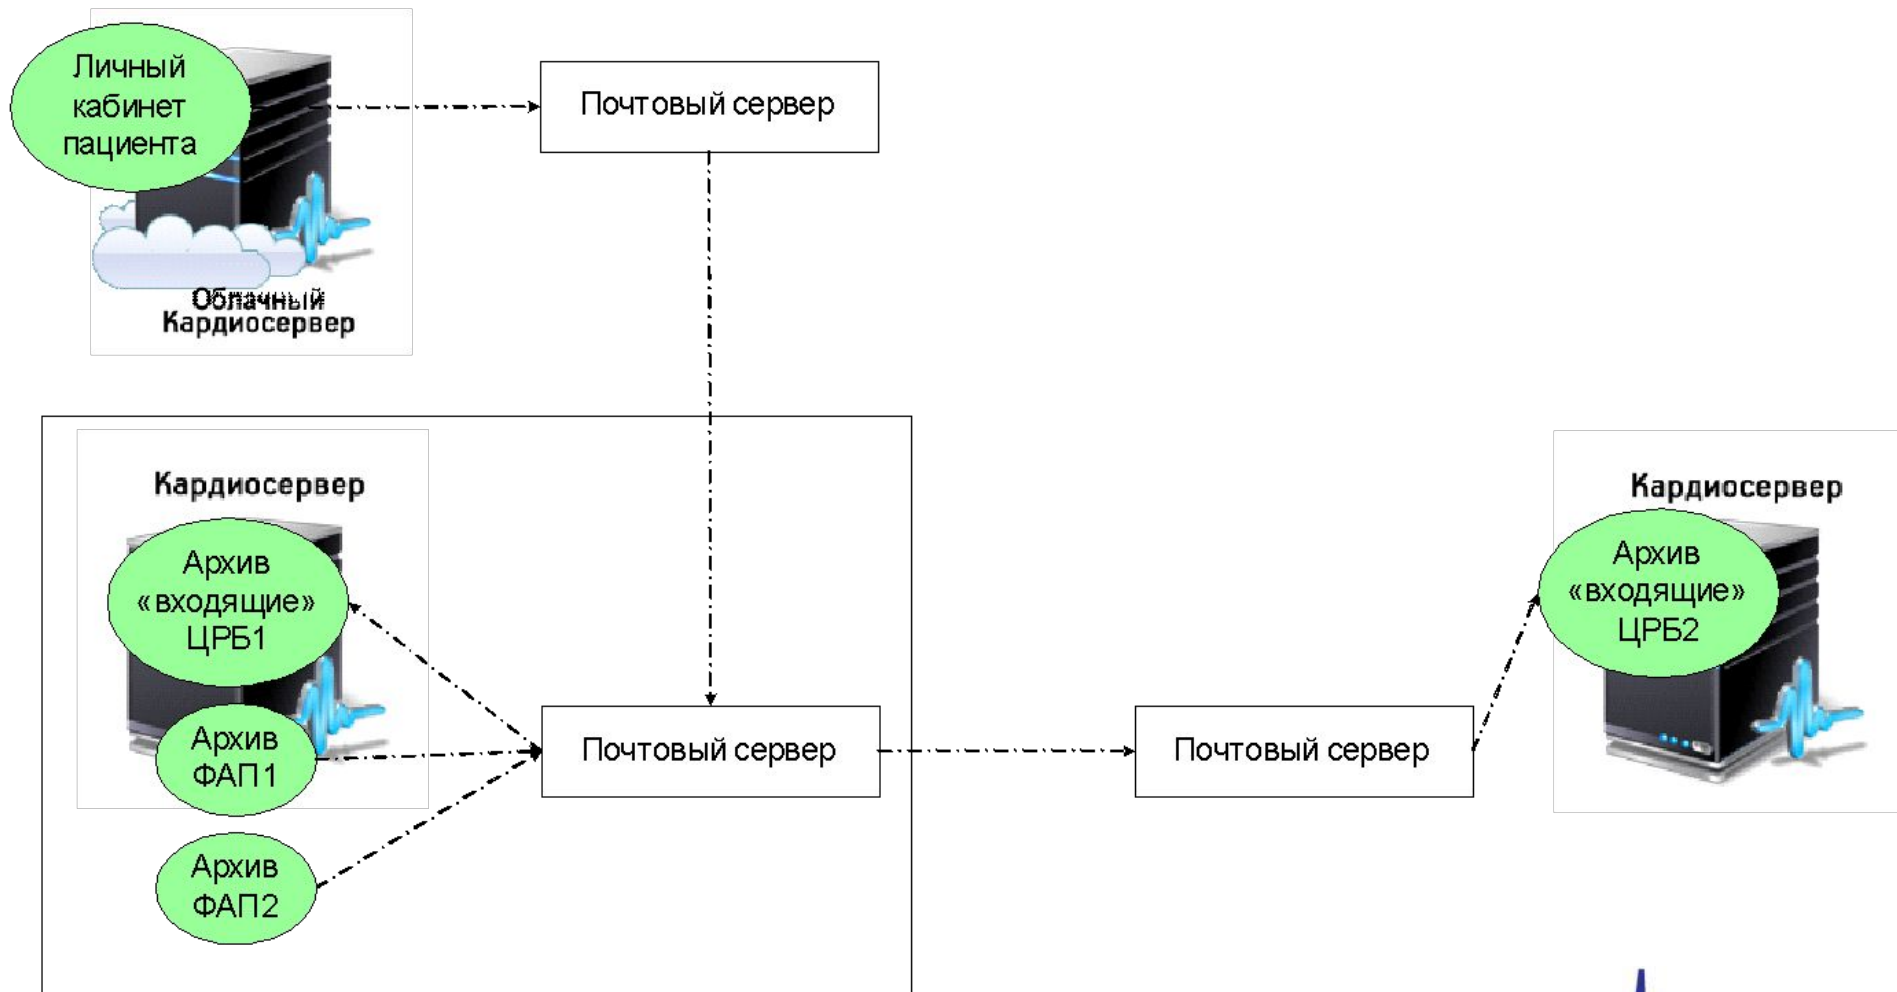 Личный
кабинет
пациента
Почтовый сервер
Облачный
Кардиосервер
Кардиосервер
Архив
«входящие»
ЦРБ1
Архив
ФАП1
Архив
ФАП2
Почтовый сервер
Почтовый сервер
Кардиосервер
Архив
«входящие»
ЦРБ2